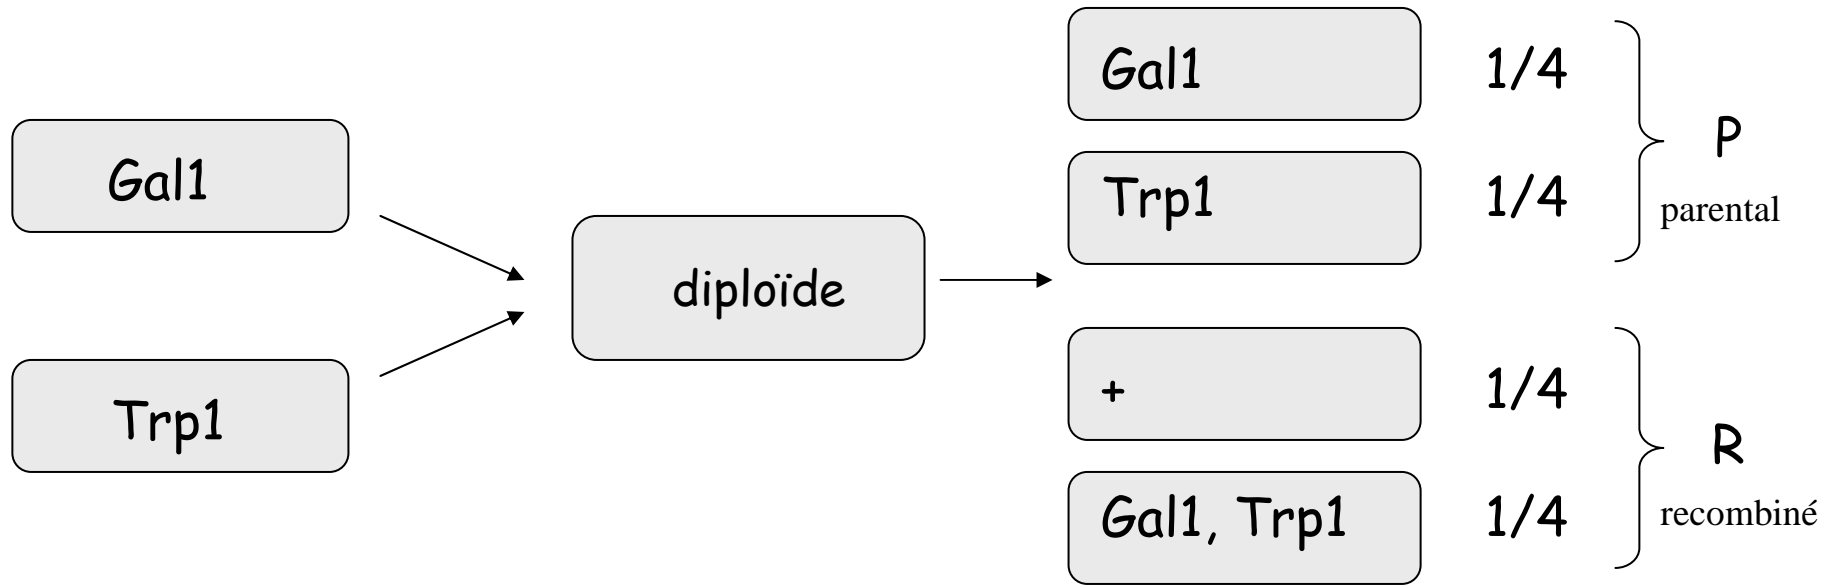 Gal1
Trp1
diploïde
Gal1 1/4
Trp1 1/4
P
parental
+ 1/4
Gal1, Trp1 1/4
R
recombiné